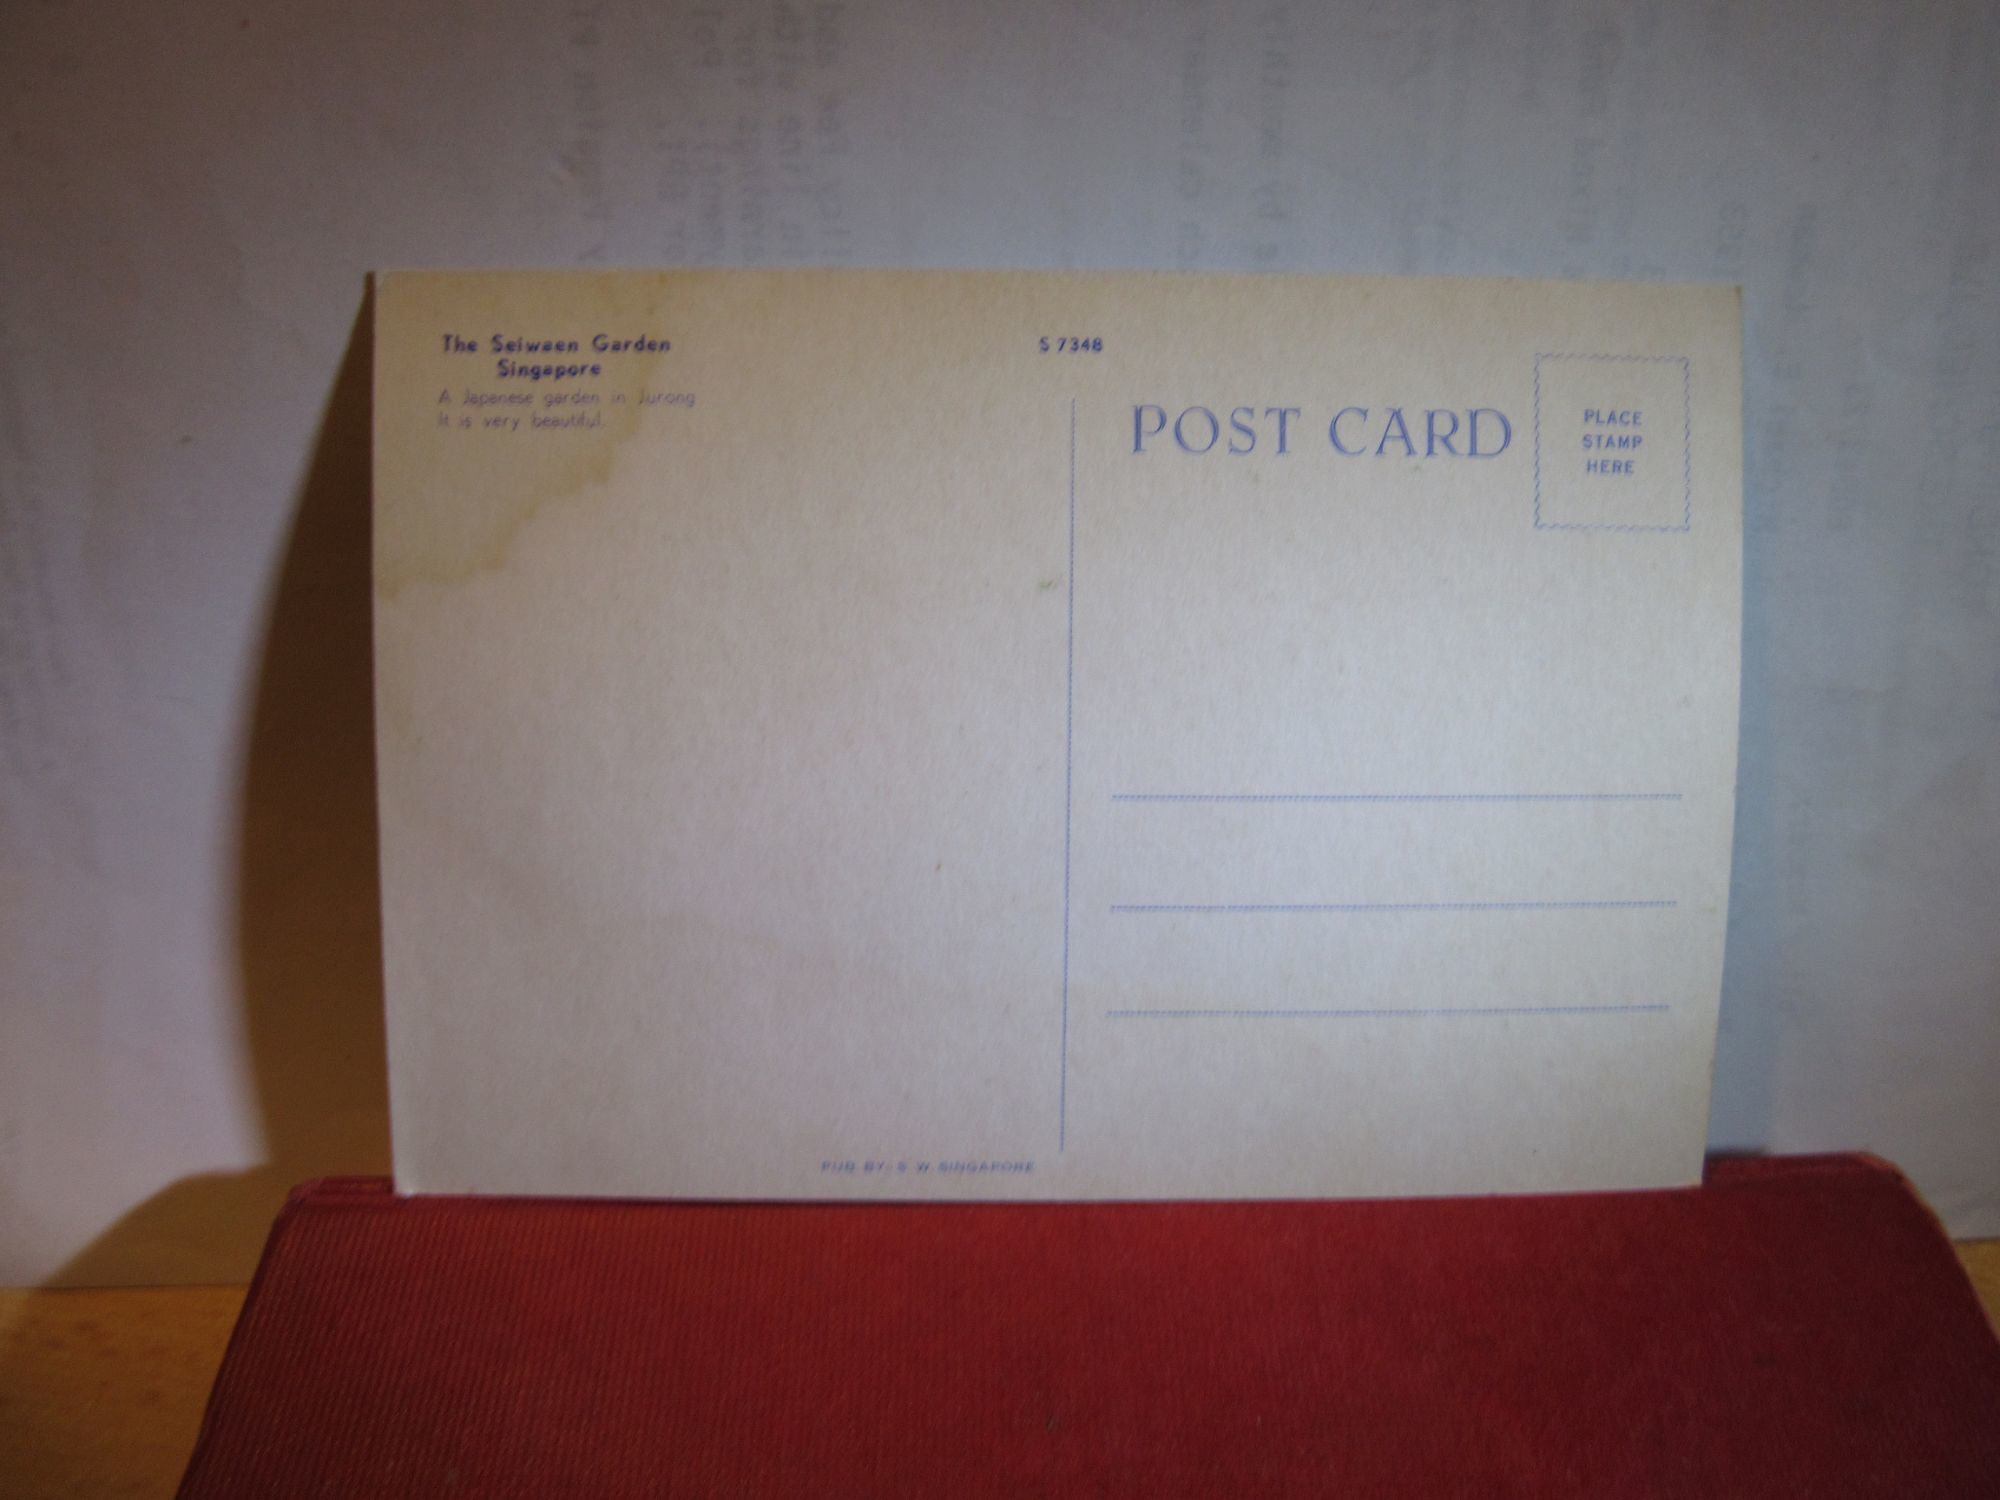 The Seiwaen Garden
Singapore
A Japanese garden in Jurong
It is very beautiful.
S 7348
POST CARD
PLACE
STAMP
HERE
PUB BY: S W SINGAPORE